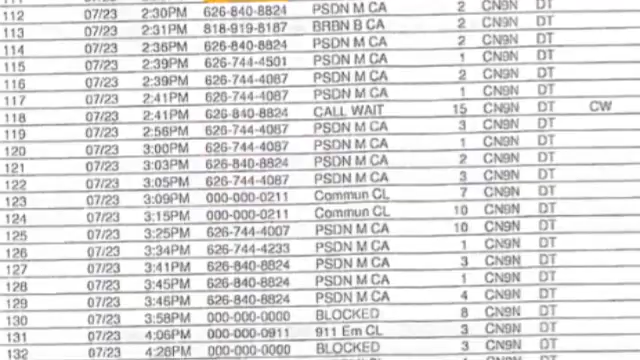 112 07/23 2:30PM 626-840-8824 PSDN M CA 2 CN9N DT
113 07/23 2:31PM 818-919-8187 BRBN B CA 2 CN9N DT
114 07/23 2:36PM 626-840-8824 PSDN M CA 2 CN9N DT
115 07/23 2:39PM 626-744-4501 PSDN M CA 1 CN9N DT
116 07/23 2:39PM 626-744-4087 PSDN M CA 2 CN9N DT
117 07/23 2:41PM 626-744-4087 PSDN M CA 1 CN9N DT
118 07/23 2:41PM 626-840-8824 CALL WAIT 15 CN9N DT CW
119 07/23 2:56PM 626-744-4087 PSDN M CA 3 CN9N DT
120 07/23 3:00PM 626-744-4087 PSDN M CA 1 CN9N DT
121 07/23 3:03PM 626-840-8824 PSDN M CA 2 CN9N DT
122 07/23 3:05PM 626-744-4087 PSDN M CA 3 CN9N DT
123 07/23 3:09PM 000-000-0211 Commun CL 7 CN9N DT
124 07/23 3:15PM 000-000-0211 Commun CL 10 CN9N DT
125 07/23 3:25PM 626-744-4007 PSDN M CA 10 CN9N DT
126 07/23 3:34PM 626-744-4233 PSDN M CA 1 CN9N DT
127 07/23 3:41PM 626-840-8824 PSDN M CA 3 CN9N DT
128 07/23 3:45PM 626-840-8824 PSDN M CA 1 CN9N DT
129 07/23 3:45PM 626-840-8824 PSDN M CA 4 CN9N DT
130 07/23 3:58PM 000-000-0000 BLOCKED 8 CN9N DT
131 07/23 4:06PM 000-000-0911 911 Em CL 3 CN9N DT
132 07/23 4:28PM 000-000-0000 BLOCKED 3 CN9N DT